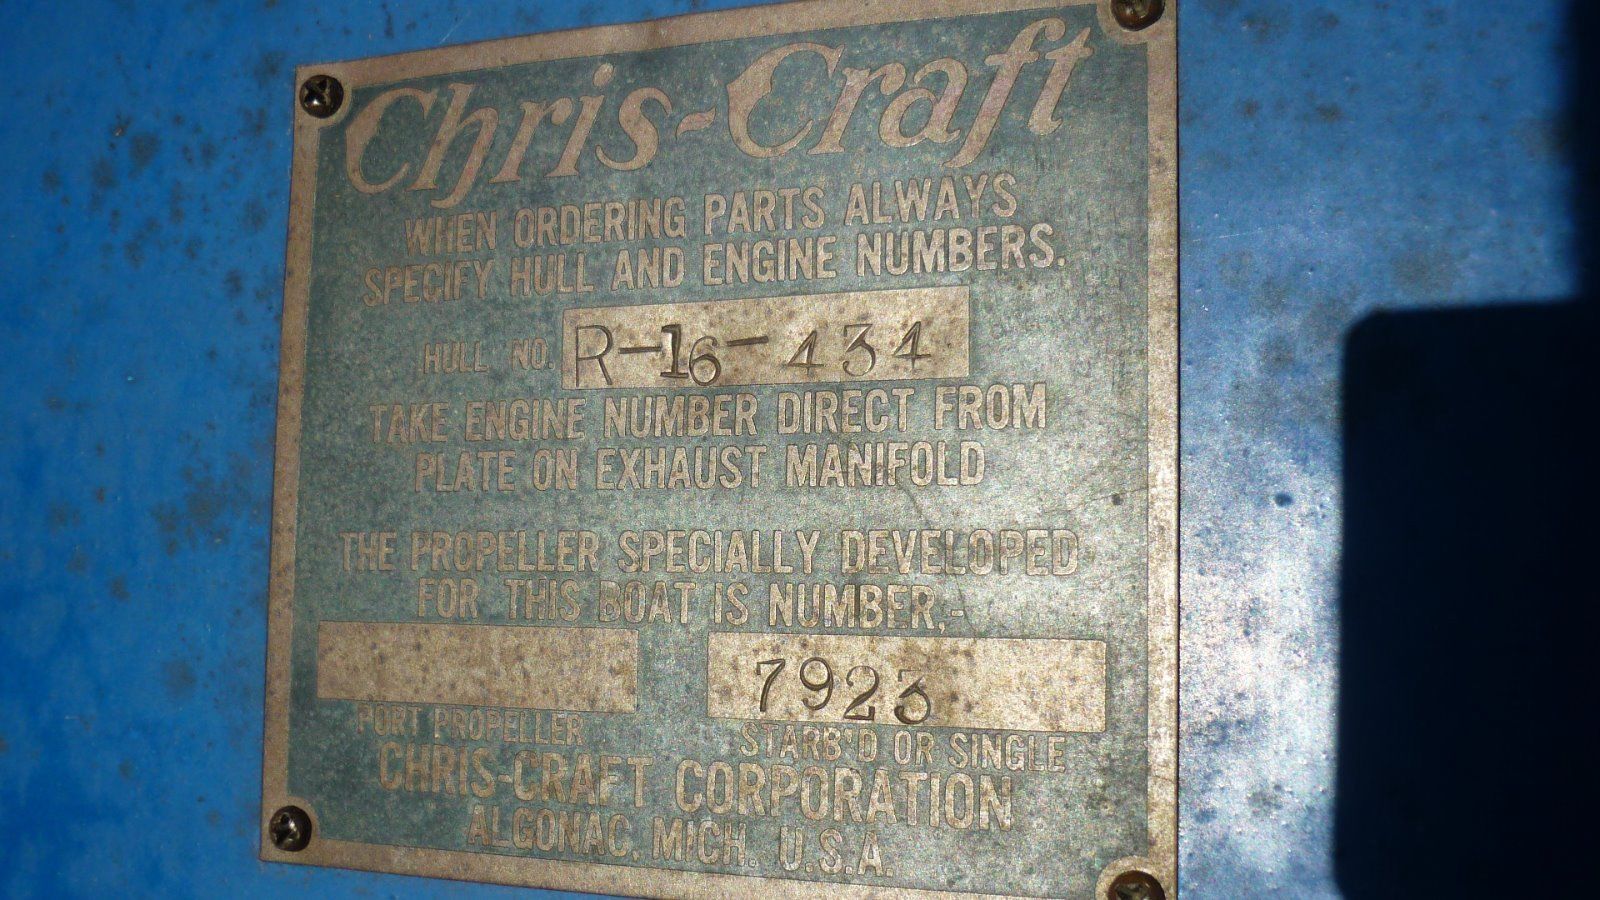 Chris-Craft
WHEN ORDERING PARTS ALWAYS
SPECIFY HULL AND ENGINE NUMBERS.
HULL NO. R-16-434
TAKE ENGINE NUMBER DIRECT FROM
PLATE ON EXHAUST MANIFOLD
THE PROPELLER SPECIALLY DEVELOPED
FOR THIS BOAT IS NUMBER,-
7923
PORT PROPELLER STARB'D OR SINGLE
CHRIS-CRAFT CORPORATION
ALGONAC, MICH. U.S.A.